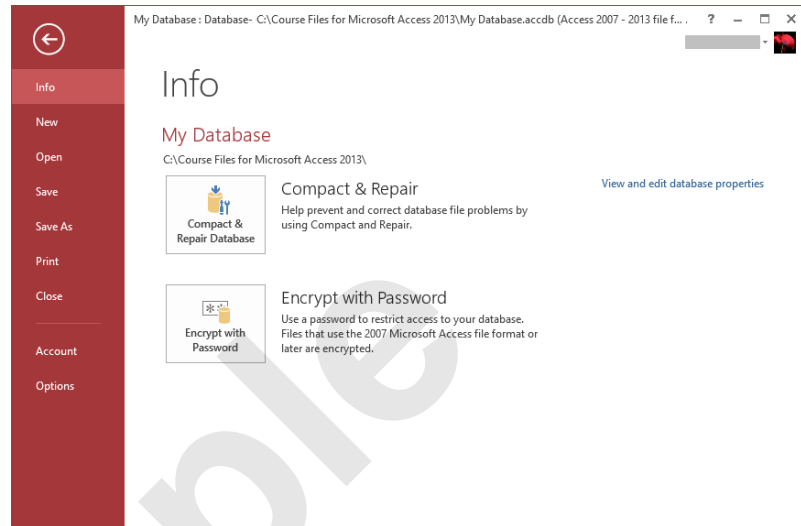 My Database : Database- C:\Course Files for Microsoft Access 2013\My Database.accdb (Access 2007 - 2013 file f... .
?
Info
New
Open
Save
Save As
Print
Close
Account
Options
Info
My Database
C:\Course Files for Microsoft Access 2013\
Compact &
Repair Database
Compact & Repair
Help prevent and correct database file problems by
using Compact and Repair.
View and edit database properties
Encrypt with
Password
Encrypt with Password
Use a password to restrict access to your database.
Files that use the 2007 Microsoft Access file format or
later are encrypted.
ple